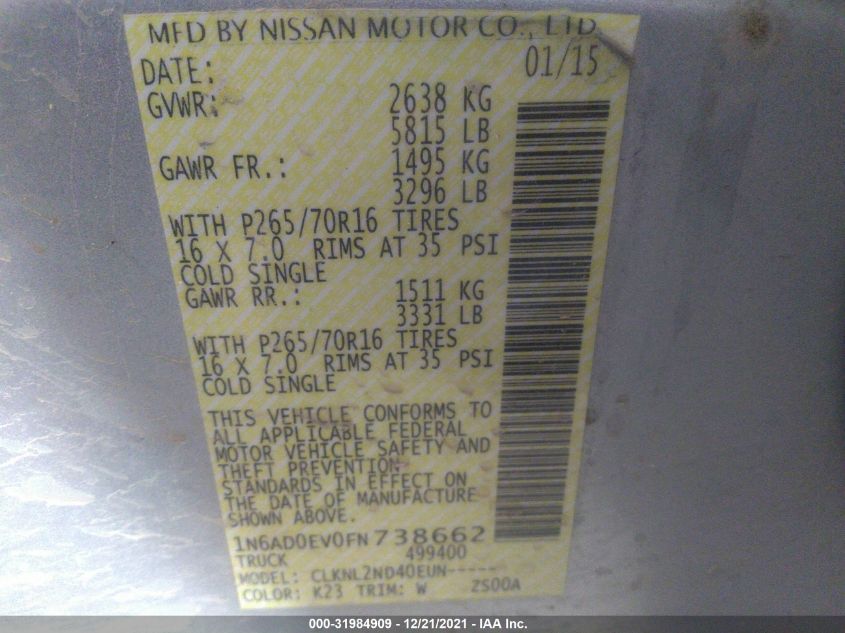 MFD BY NISSAN MOTOR CO., LTD
DATE: 01/15
GVWR: 2638 KG
5815 LB
GAWR FR.: 1495 KG
3296 LB
WITH P265/70R16 TIRES
16 X 7.0 RIMS AT 35 PSI
COLD SINGLE
GAWR RR.: 1511 KG
3331 LB
WITH P265/70R16 TIRES
16 X 7.0 RIMS AT 35 PSI
COLD SINGLE
THIS VEHICLE CONFORMS TO
ALL APPLICABLE FEDERAL
MOTOR VEHICLE SAFETY AND
THEFT PREVENTION
STANDARDS IN EFFECT ON
THE DATE OF MANUFACTURE
SHOWN ABOVE.
1N6AD0EV0FN738662
TRUCK 499400
MODEL: CLKNL2ND40EUN-----
COLOR: K23 TRIM: W ZS00A
000-31984909 - 12/21/2021 - IAA Inc.